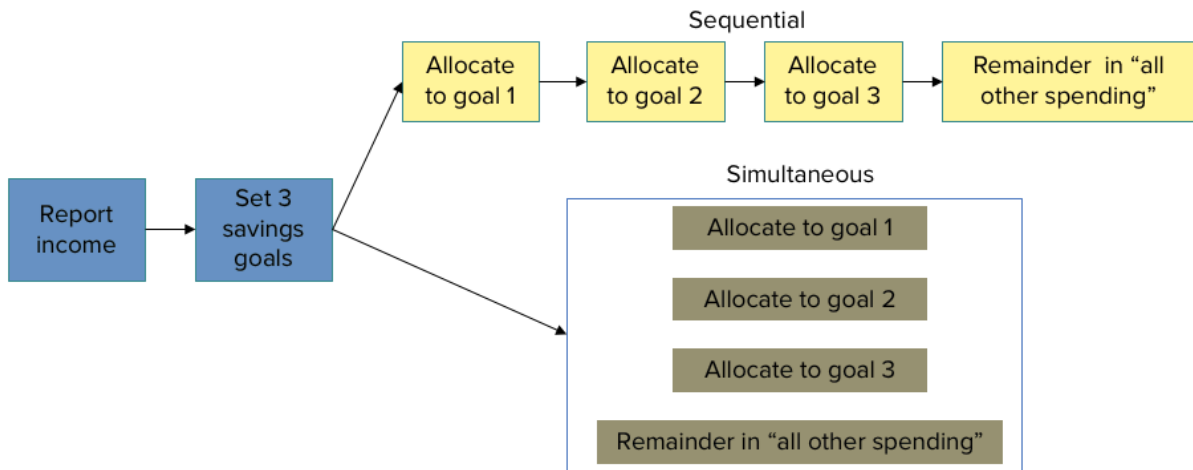 Sequential
Allocate
to goal 1
Allocate
to goal 2
Allocate
to goal 3
Remainder in “all
other spending”
Report
income
Set 3
savings
goals
Simultaneous
Allocate to goal 1
Allocate to goal 2
Allocate to goal 3
Remainder in “all other spending”